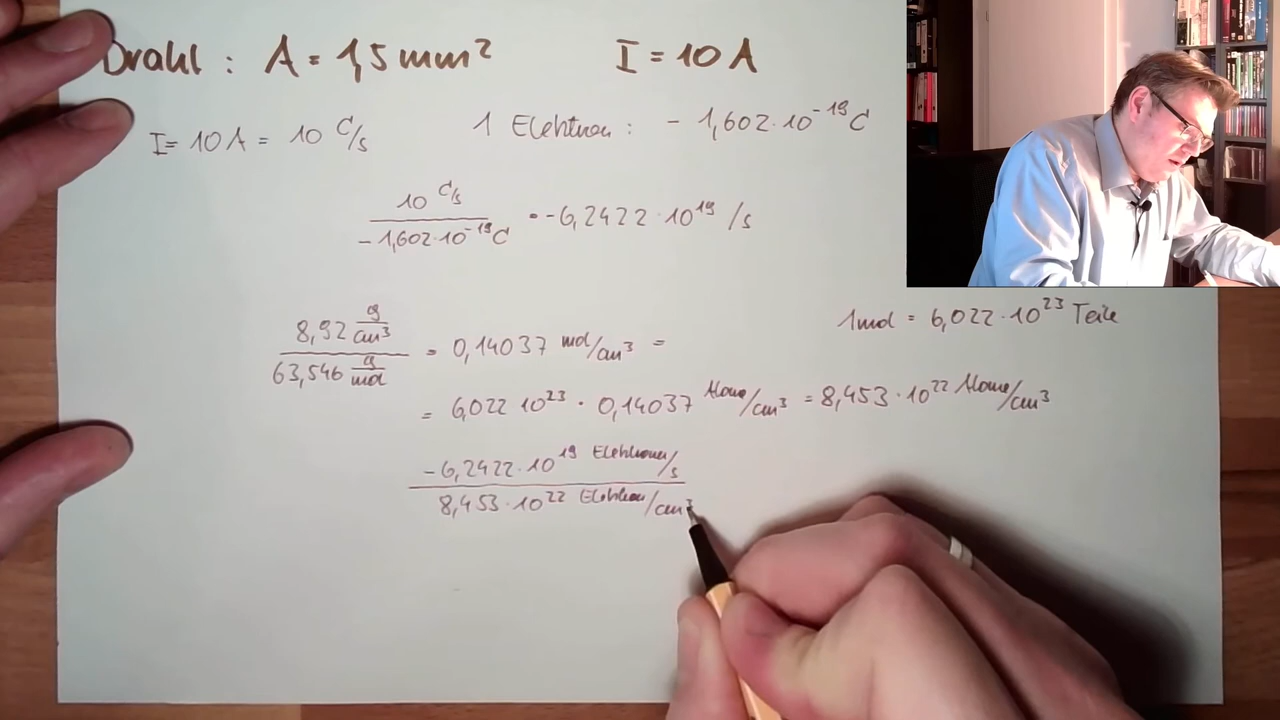 Draht : A = 1,5 mm² I = 10 A
I = 10 A = 10 C/s 1 Elektron : - 1,602·10⁻¹⁹ C
10 C/s
- 1,602·10⁻¹⁹ C = -6,2422·10¹⁹ /s
1 mol = 6,022·10²³ Teile
8,92 g/cm³
63,546 g/mol = 0,14037 mol/cm³ =
= 6,022 10²³ · 0,14037 Atome/cm³ = 8,453·10²² Atome/cm³
-6,2422·10¹⁹ Elektronen/s
8,453·10²² Elektron/cm³